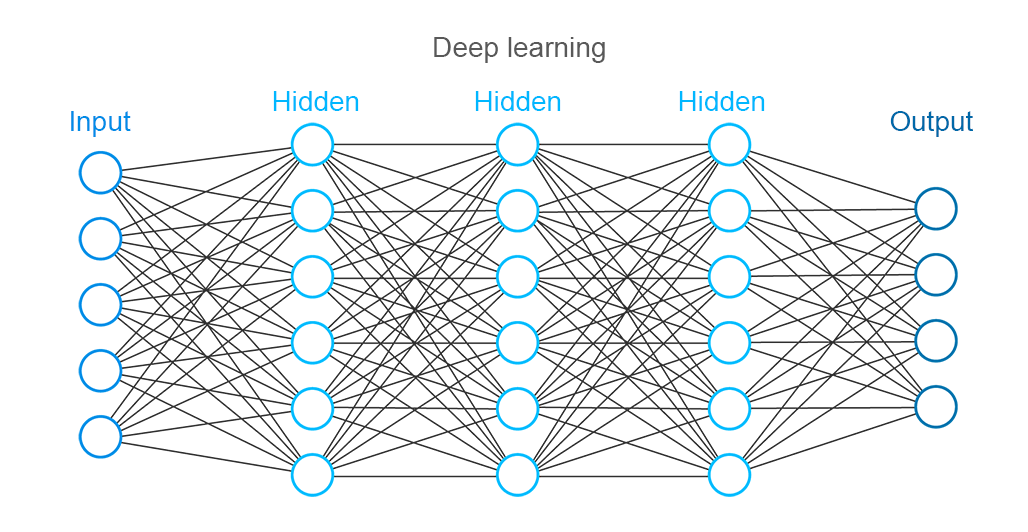 Deep learning
Input
Hidden
Hidden
Hidden
Output